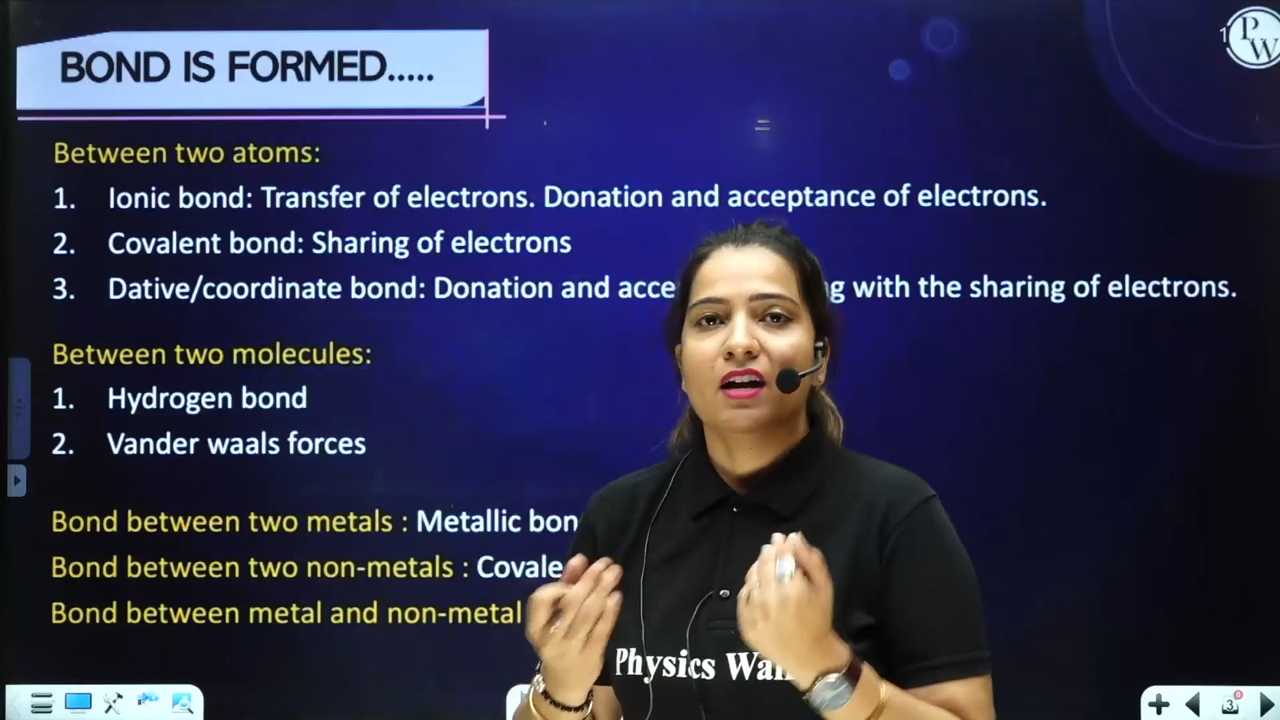 BOND IS FORMED.....
PW
Between two atoms:
1. Ionic bond: Transfer of electrons. Donation and acceptance of electrons.
2. Covalent bond: Sharing of electrons
3. Dative/coordinate bond: Donation and acce g with the sharing of electrons.
Between two molecules:
1. Hydrogen bond
2. Vander waals forces
Bond between two metals : Metallic bon
Bond between two non-metals : Covale
Bond between metal and non-metal
Physics Wal
3